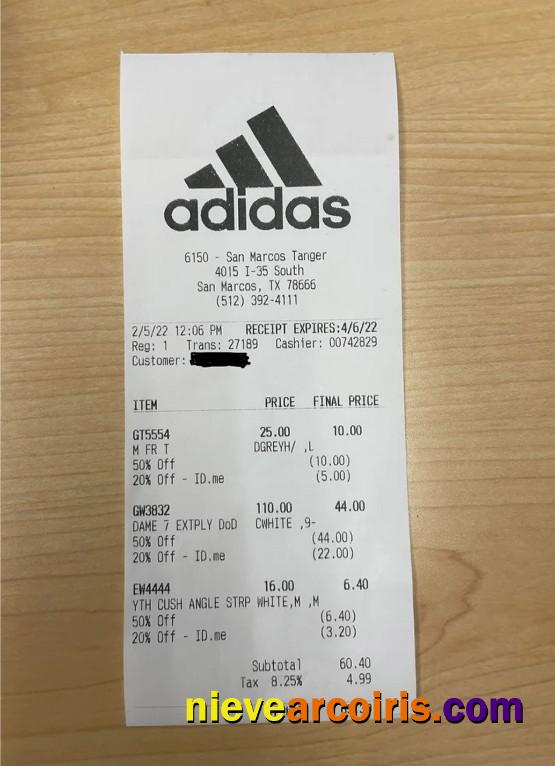 adidas
6150 - San Marcos Tanger
4015 I-35 South
San Marcos, TX 78666
(512) 392-4111
2/5/22 12:06 PM RECEIPT EXPIRES:4/6/22
Reg: 1 Trans: 27189 Cashier: 00742829
Customer:
ITEM PRICE FINAL PRICE
GT5554 25.00 10.00
M FR T DGREYH/ ,L
50% Off (10.00)
20% Off - ID.me (5.00)
GW3832 110.00 44.00
DAME 7 EXTPLY DoD CWHITE ,9-
50% Off (44.00)
20% Off - ID.me (22.00)
EW4444 16.00 6.40
YTH CUSH ANGLE STRP WHITE,M ,M
50% Off (6.40)
20% Off - ID.me (3.20)
Subtotal 60.40
Tax 8.25% 4.99
nievearcoiris.com